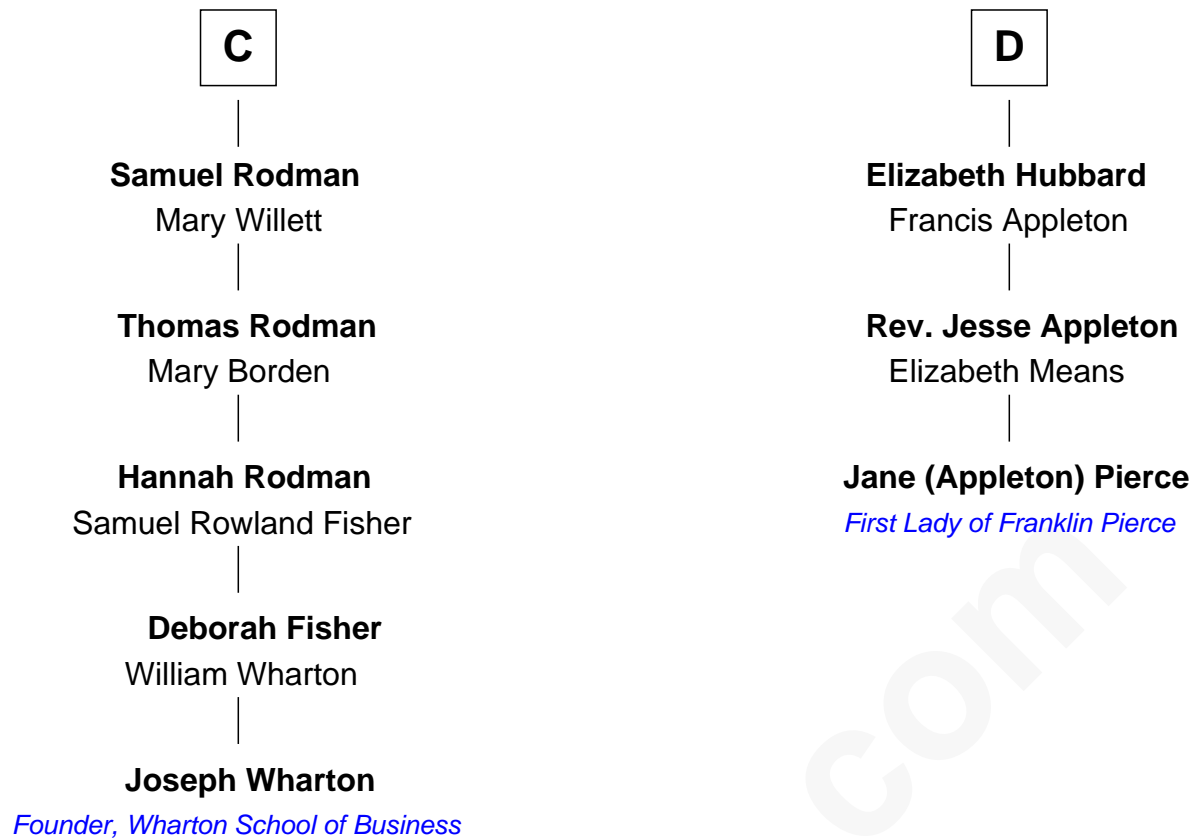 C
Samuel Rodman
Mary Willett
Thomas Rodman
Mary Borden
Hannah Rodman
Samuel Rowland Fisher
Deborah Fisher
William Wharton
Joseph Wharton
Founder, Wharton School of Business
D
Elizabeth Hubbard
Francis Appleton
Rev. Jesse Appleton
Elizabeth Means
Jane (Appleton) Pierce
First Lady of Franklin Pierce
com